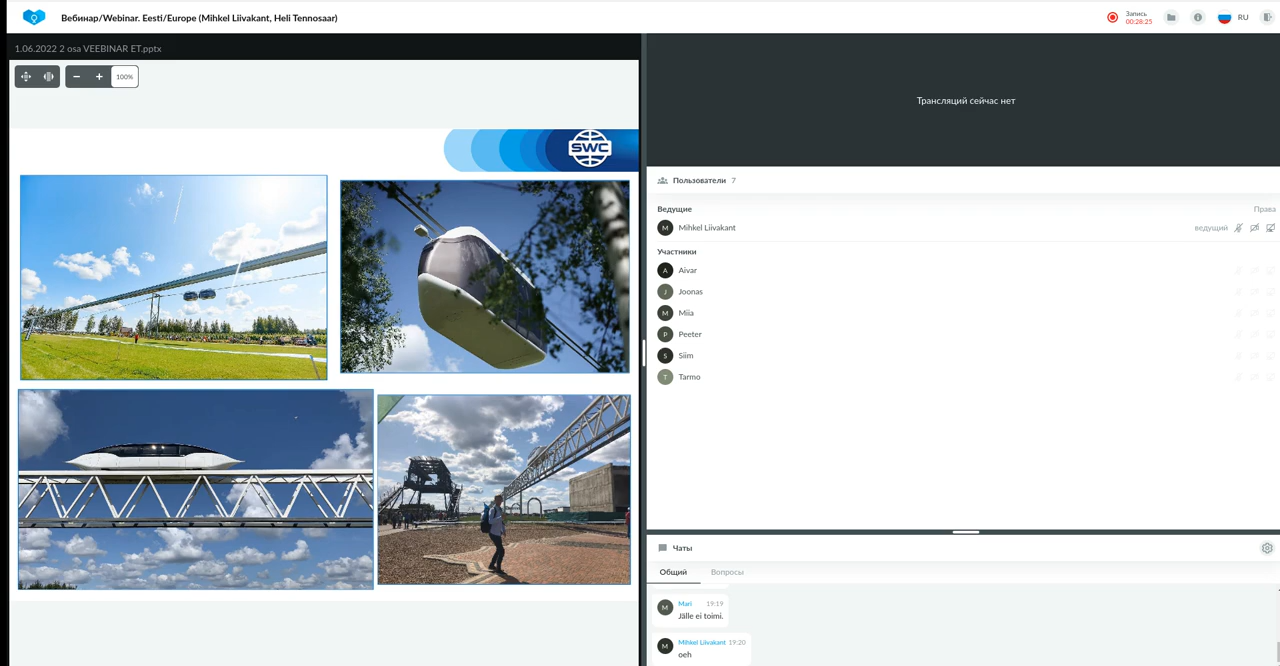 Вебинар/Webinar. Eesti/Europe (Mihkel Liivakant, Heli Tennosaar)
Запись
00:28:25
RU
1.06.2022 2 osa VEEBINAR ET.pptx
100%
SWC
Трансляций сейчас нет
Пользователи 7
Ведущие Права
M Mihkel Liivakant ведущий
Участники
A Aivar
J Joonas
M Miia
P Peeter
S Siim
T Tarmo
Чаты
Общий Вопросы
M Mari 19:19
Jälle ei toimi.
M Mihkel Liivakant 19:20
oeh